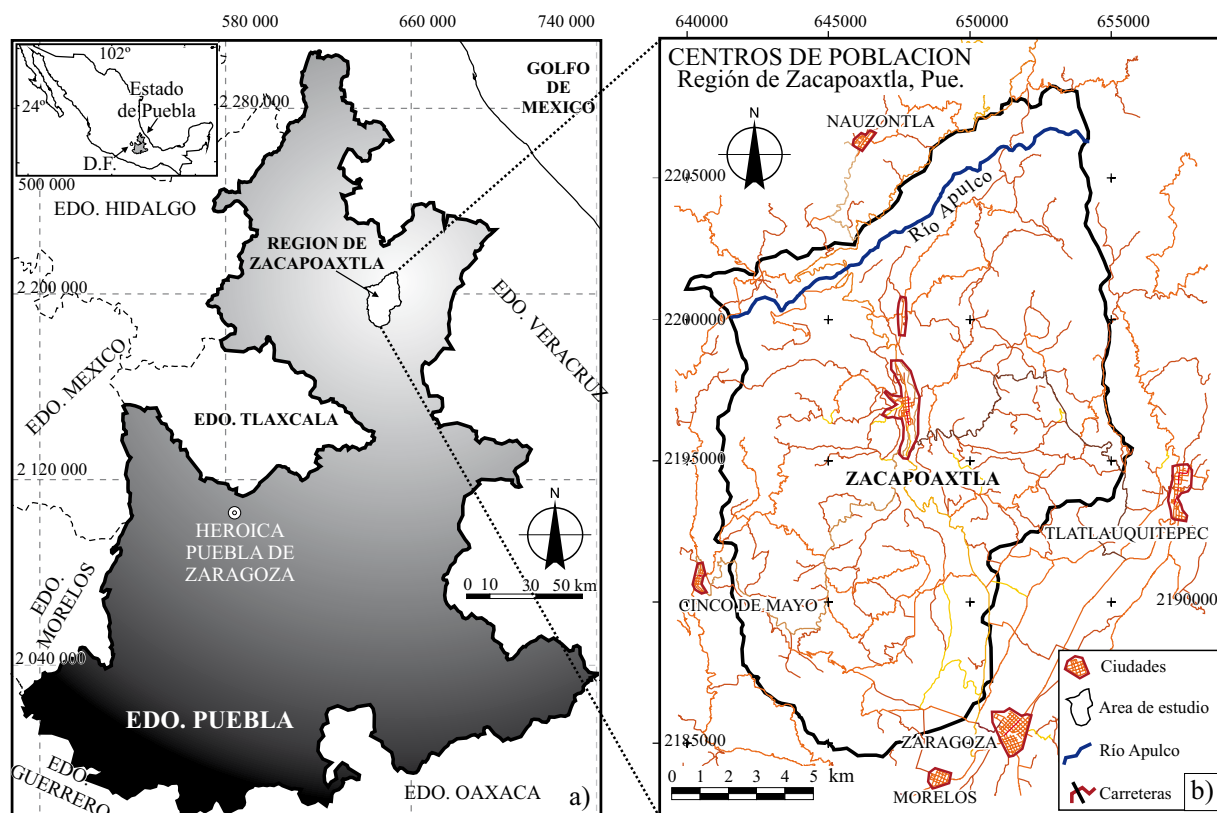 580 000
660 000
740 000
102°
24°
Estado
de Puebla
D.F.
500 000
2 280 000
GOLFO
DE
MEXICO
EDO. HIDALGO
REGION DE
ZACAPOAXTLA
2 200 000
EDO. VERACRUZ
EDO. MEXICO
EDO. TLAXCALA
2 120 000
HEROICA
PUEBLA DE
ZARAGOZA
N
0 10 30 50 km
EDO.
MORELOS
2 040 000
EDO. PUEBLA
EDO.
GUERRERO
EDO. OAXACA
a)
640000
645000
650000
655000
CENTROS DE POBLACION
Región de Zacapoaxtla, Pue.
N
NAUZONTLA
2205000
Río Apulco
2200000
2195000
ZACAPOAXTLA
TLATLAUQUITEPEC
CINCO DE MAYO
2190000
2185000
ZARAGOZA
MORELOS
0 1 2 3 4 5 km
Ciudades
Area de estudio
Río Apulco
Carreteras
b)